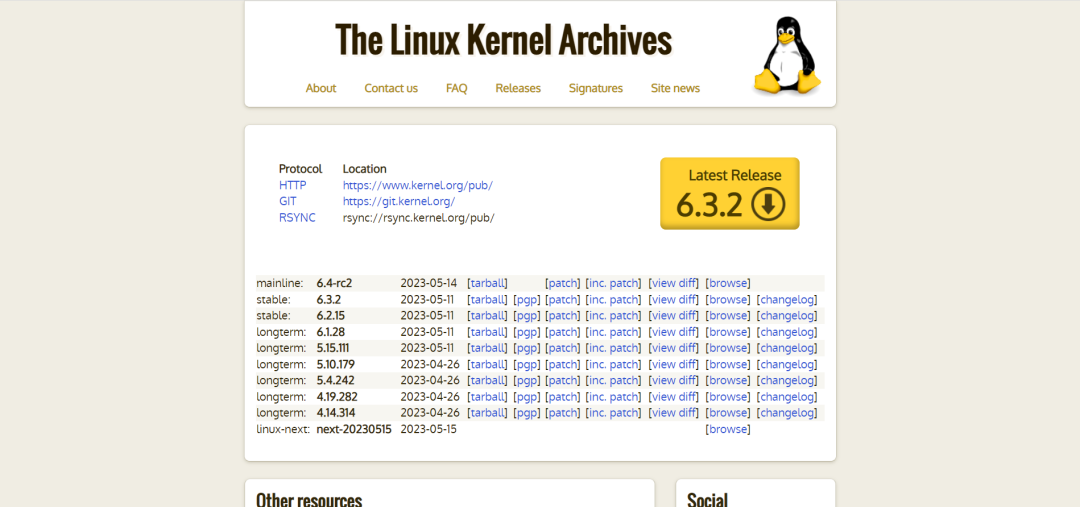 The Linux Kernel Archives
About Contact us FAQ Releases Signatures Site news
Protocol Location
HTTP https://www.kernel.org/pub/
GIT https://git.kernel.org/
RSYNC rsync://rsync.kernel.org/pub/
Latest Release
6.3.2
mainline: 6.4-rc2 2023-05-14 [tarball] [patch] [inc. patch] [view diff] [browse]
stable: 6.3.2 2023-05-11 [tarball] [pgp] [patch] [inc. patch] [view diff] [browse] [changelog]
stable: 6.2.15 2023-05-11 [tarball] [pgp] [patch] [inc. patch] [view diff] [browse] [changelog]
longterm: 6.1.28 2023-05-11 [tarball] [pgp] [patch] [inc. patch] [view diff] [browse] [changelog]
longterm: 5.15.111 2023-05-11 [tarball] [pgp] [patch] [inc. patch] [view diff] [browse] [changelog]
longterm: 5.10.179 2023-04-26 [tarball] [pgp] [patch] [inc. patch] [view diff] [browse] [changelog]
longterm: 5.4.242 2023-04-26 [tarball] [pgp] [patch] [inc. patch] [view diff] [browse] [changelog]
longterm: 4.19.282 2023-04-26 [tarball] [pgp] [patch] [inc. patch] [view diff] [browse] [changelog]
longterm: 4.14.314 2023-04-26 [tarball] [pgp] [patch] [inc. patch] [view diff] [browse] [changelog]
linux-next: next-20230515 2023-05-15 [browse]
Other resources
Social